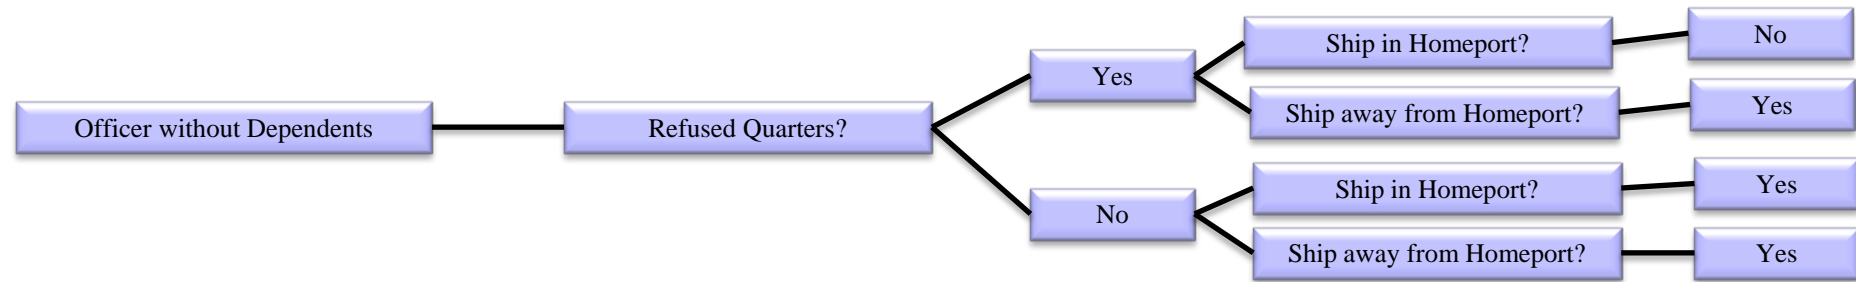 Officer without Dependents
Refused Quarters?
Yes
Ship in Homeport?
No
Ship away from Homeport?
Yes
No
Ship in Homeport?
Yes
Ship away from Homeport?
Yes